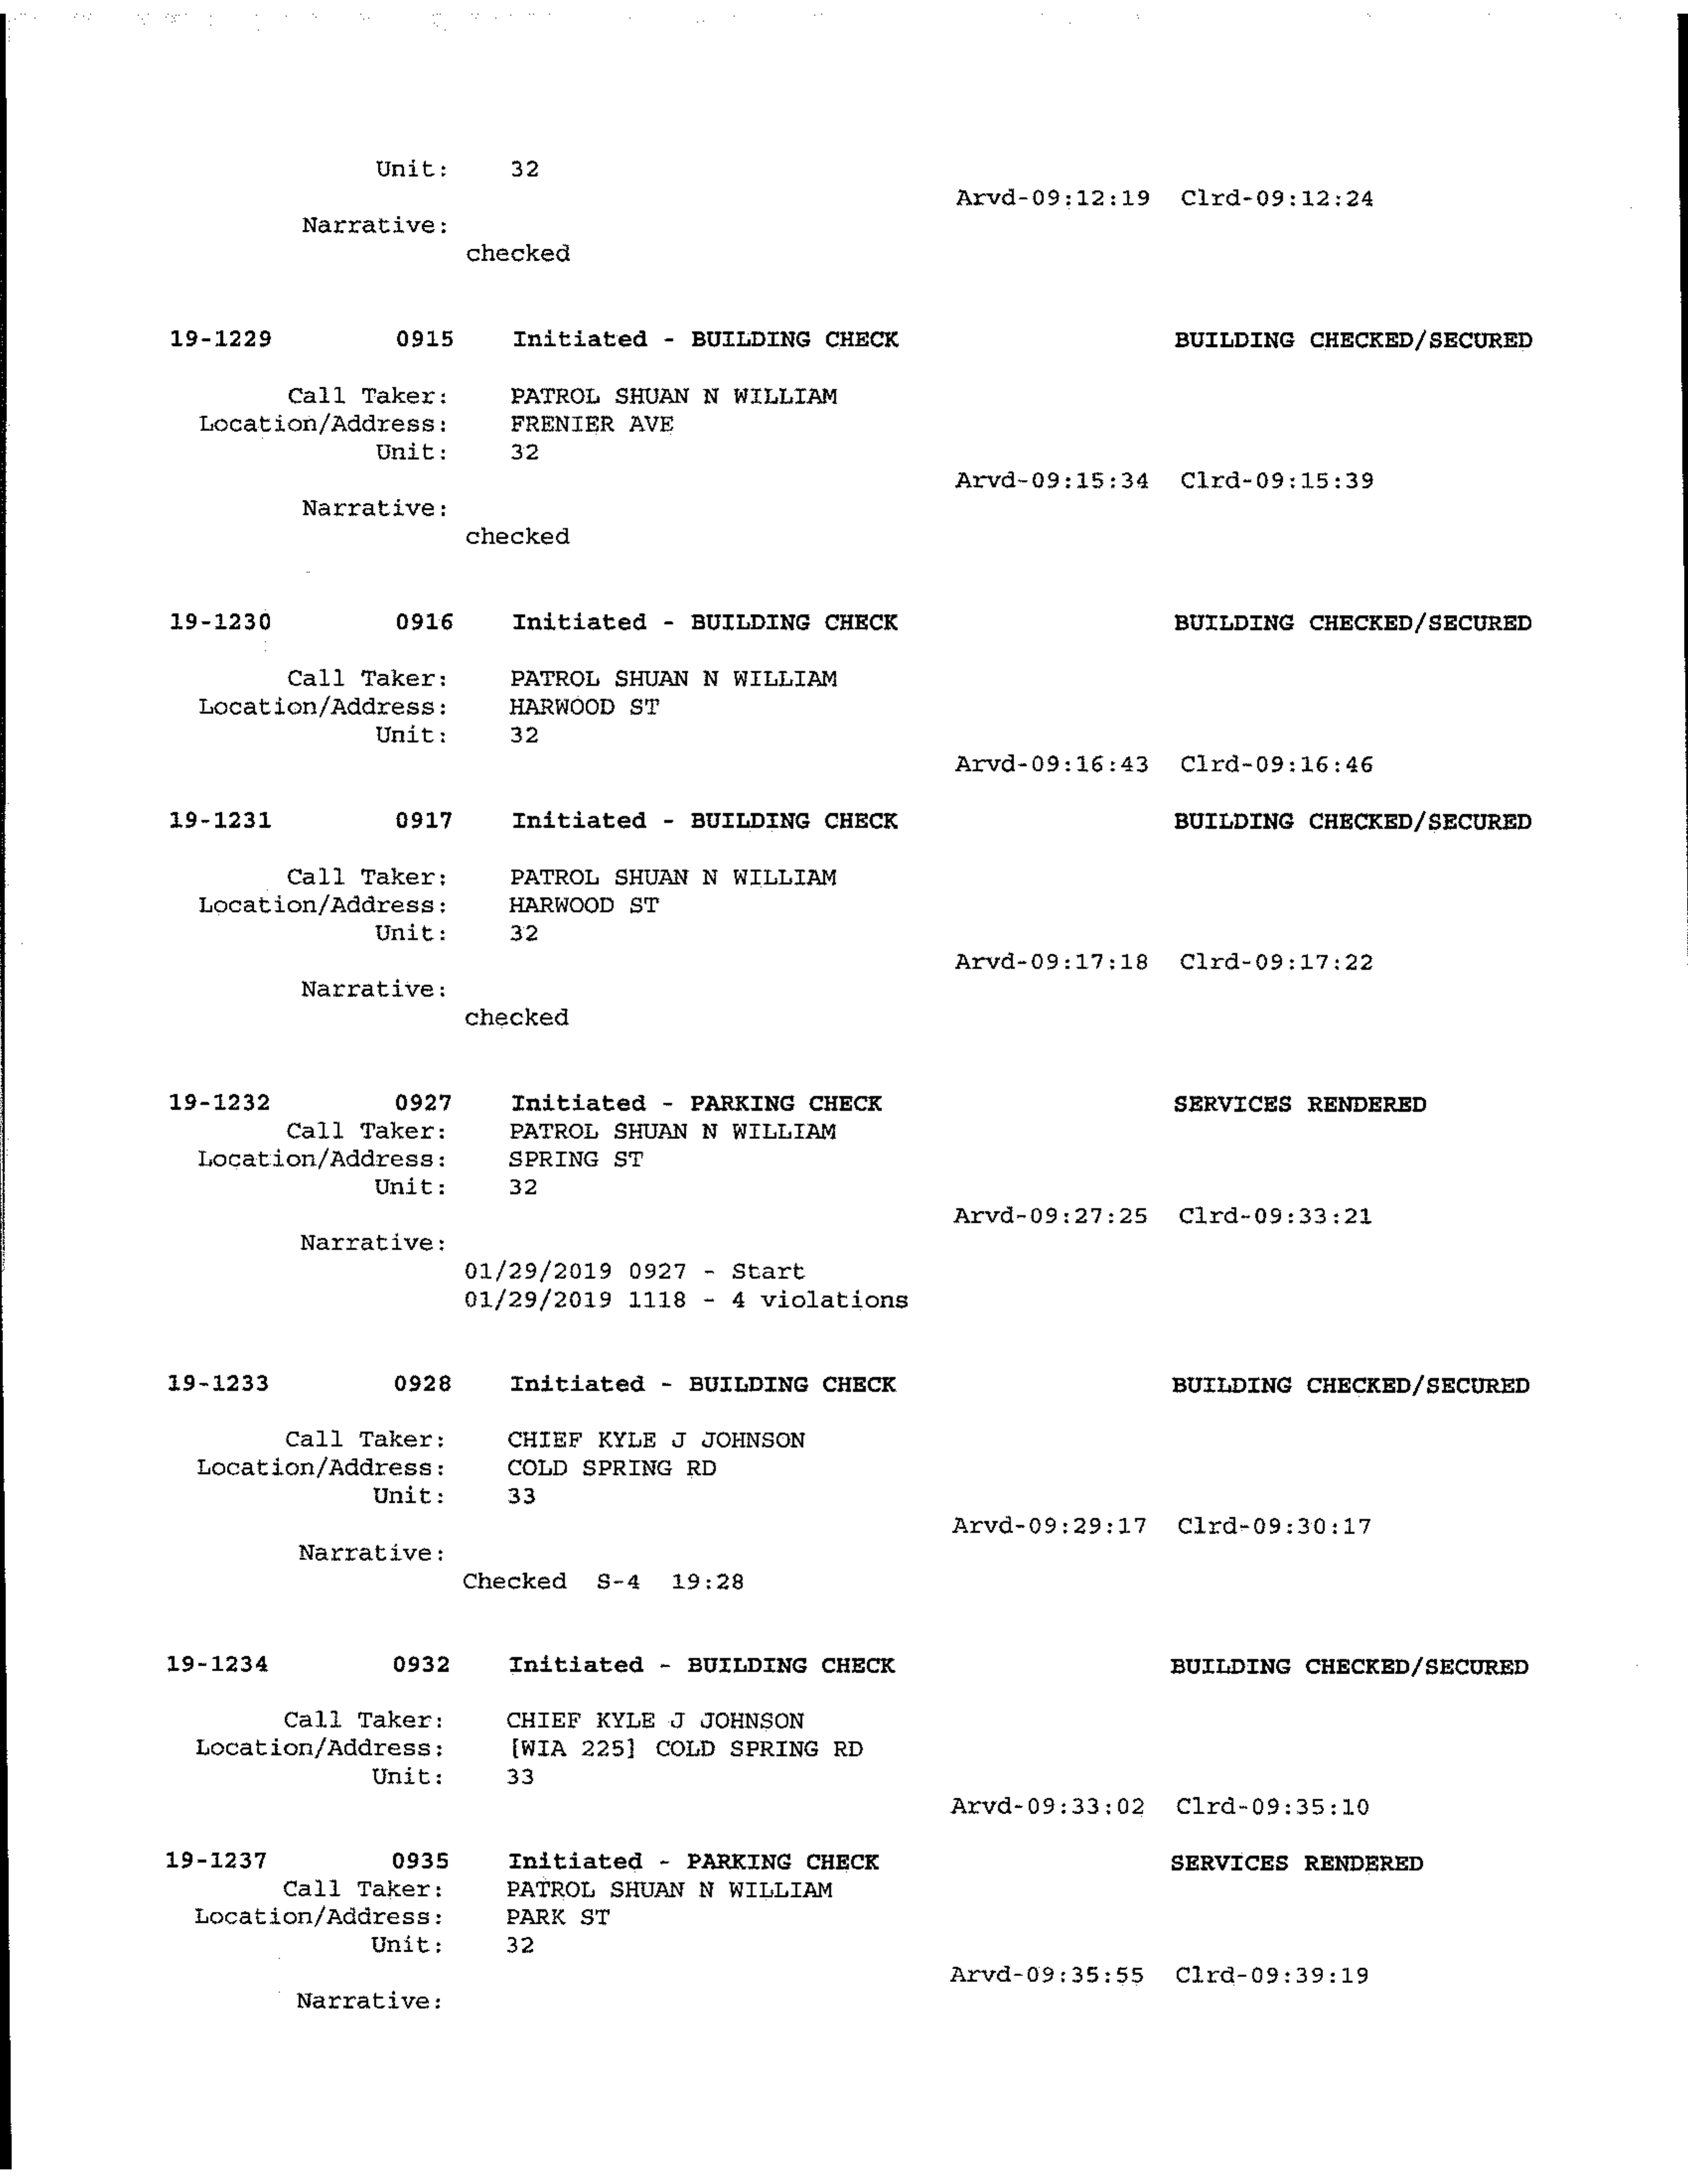 Unit: 32
Arvd-09:12:19 Clrd-09:12:24
Narrative:
checked
19-1229 0915 Initiated - BUILDING CHECK BUILDING CHECKED/SECURED
Call Taker: PATROL SHUAN N WILLIAM
Location/Address: FRENIER AVE
Unit: 32
Arvd-09:15:34 Clrd-09:15:39
Narrative:
checked
19-1230 0916 Initiated - BUILDING CHECK BUILDING CHECKED/SECURED
Call Taker: PATROL SHUAN N WILLIAM
Location/Address: HARWOOD ST
Unit: 32
Arvd-09:16:43 Clrd-09:16:46
19-1231 0917 Initiated - BUILDING CHECK BUILDING CHECKED/SECURED
Call Taker: PATROL SHUAN N WILLIAM
Location/Address: HARWOOD ST
Unit: 32
Arvd-09:17:18 Clrd-09:17:22
Narrative:
checked
19-1232 0927 Initiated - PARKING CHECK SERVICES RENDERED
Call Taker: PATROL SHUAN N WILLIAM
Location/Address: SPRING ST
Unit: 32
Arvd-09:27:25 Clrd-09:33:21
Narrative:
01/29/2019 0927 - Start
01/29/2019 1118 - 4 violations
19-1233 0928 Initiated - BUILDING CHECK BUILDING CHECKED/SECURED
Call Taker: CHIEF KYLE J JOHNSON
Location/Address: COLD SPRING RD
Unit: 33
Arvd-09:29:17 Clrd-09:30:17
Narrative:
Checked S-4 19:28
19-1234 0932 Initiated - BUILDING CHECK BUILDING CHECKED/SECURED
Call Taker: CHIEF KYLE J JOHNSON
Location/Address: [WIA 225] COLD SPRING RD
Unit: 33
Arvd-09:33:02 Clrd-09:35:10
19-1237 0935 Initiated - PARKING CHECK SERVICES RENDERED
Call Taker: PATROL SHUAN N WILLIAM
Location/Address: PARK ST
Unit: 32
Arvd-09:35:55 Clrd-09:39:19
Narrative: